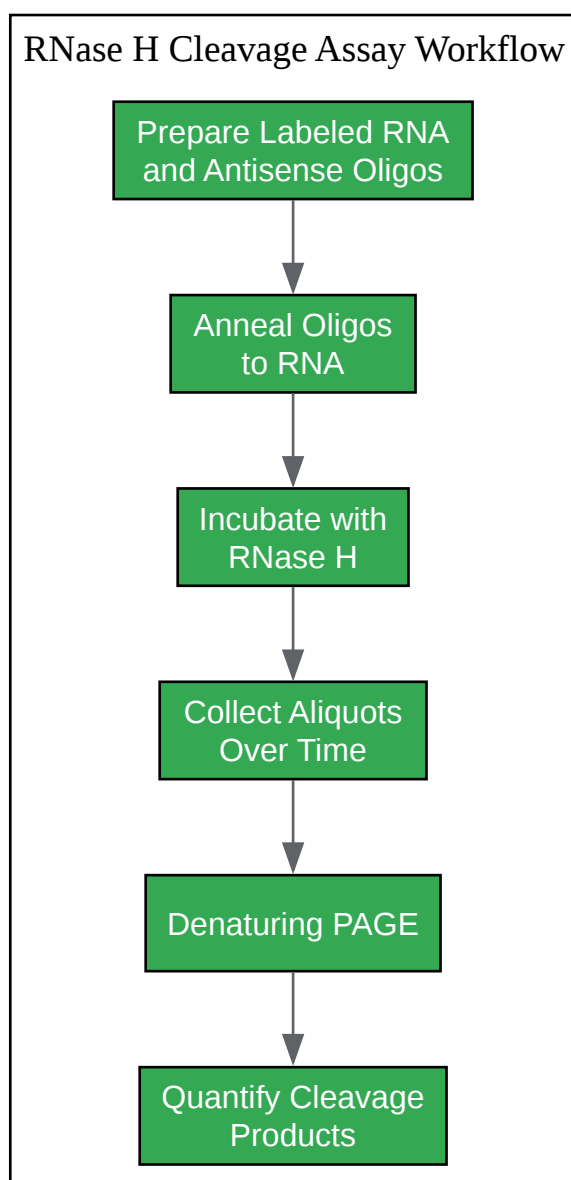 RNase H Cleavage Assay Workflow
Prepare Labeled RNA
and Antisense Oligos
Anneal Oligos
to RNA
Incubate with
RNase H
Collect Aliquots
Over Time
Denaturing PAGE
Quantify Cleavage
Products